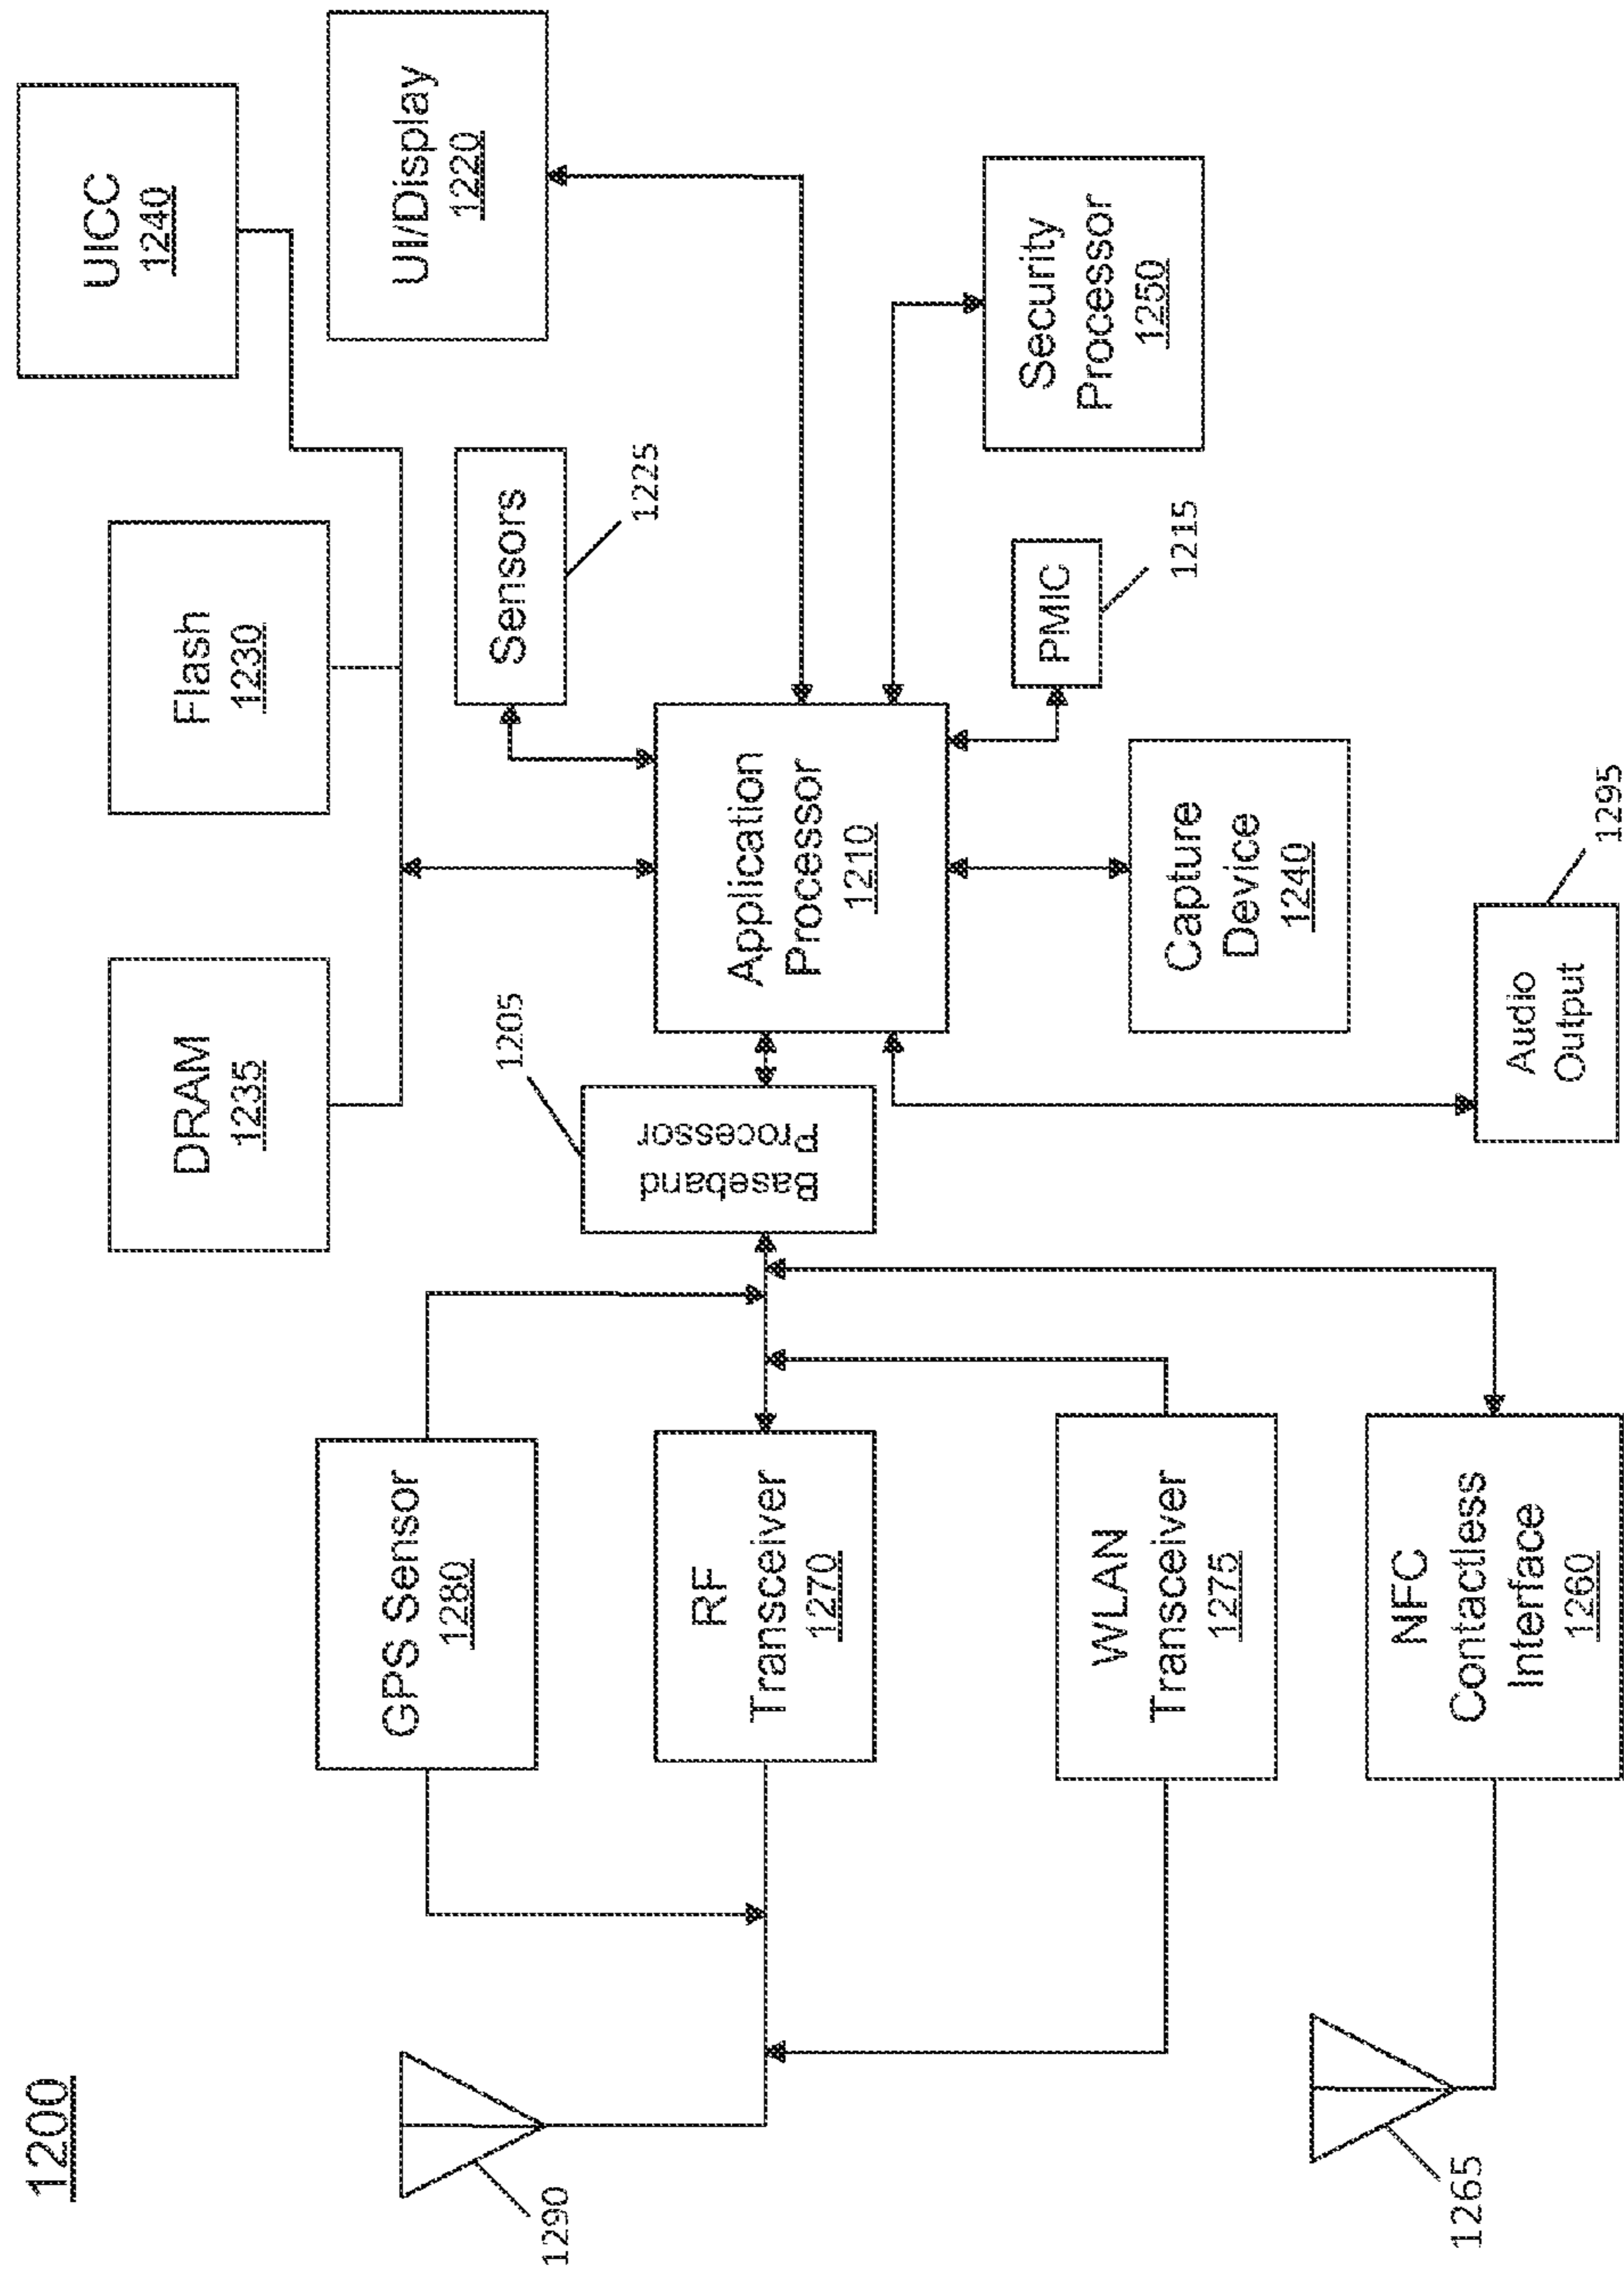 1200
UICC
1240
Flash
1230
DRAM
1235
UI/Display
1220
Sensors
1225
GPS Sensor
1280
1290
1205
Baseband
Processor
RF
Transceiver
1270
Application
Processor
1210
Security
Processor
1250
PMIC
1215
WLAN
Transceiver
1275
Capture
Device
1240
NFC
Contactless
Interface
1260
1265
Audio
Output
1295